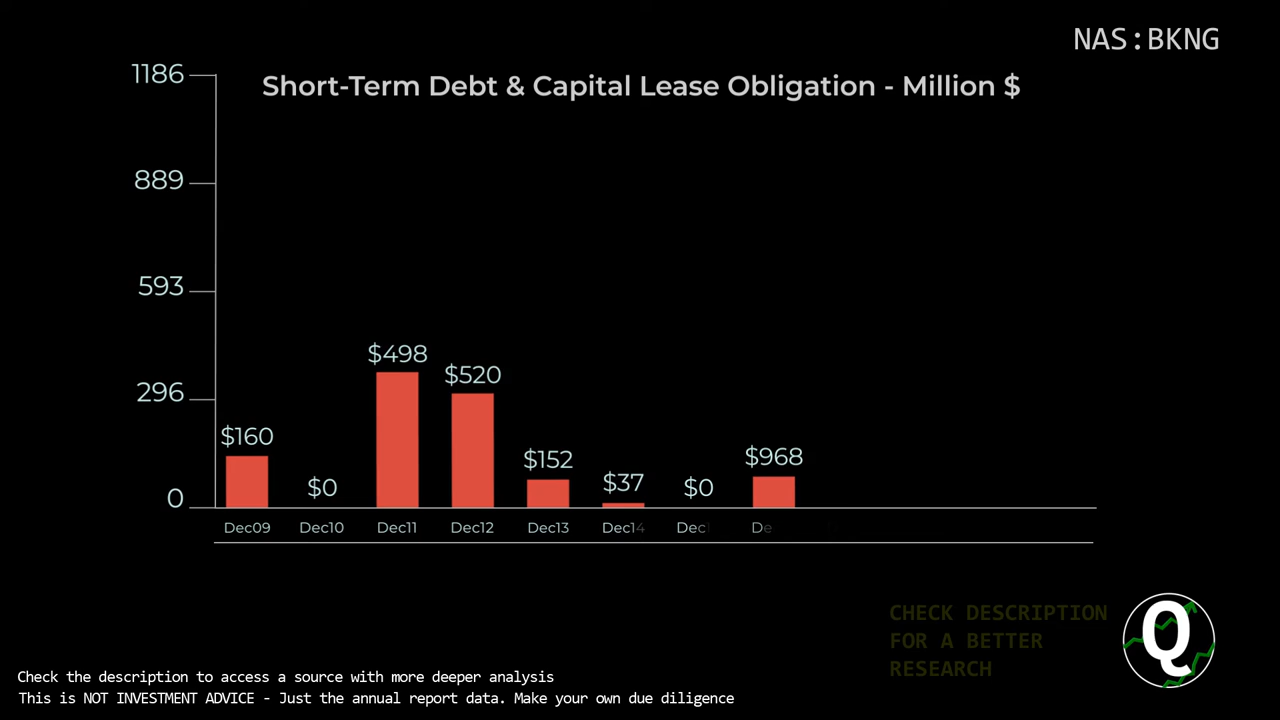 NAS:BKNG
Short-Term Debt & Capital Lease Obligation - Million $
1186
889
593
296
0
$160 $0 $498 $520 $152 $37 $0 $968
Dec09 Dec10 Dec11 Dec12 Dec13 Dec14 Dec De
CHECK DESCRIPTION
FOR A BETTER
RESEARCH
Q
Check the description to access a source with more deeper analysis
This is NOT INVESTMENT ADVICE - Just the annual report data. Make your own due diligence